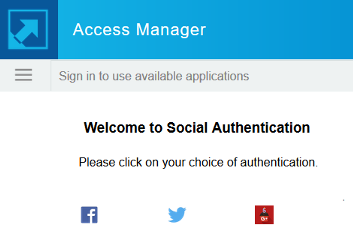 Access Manager
Sign in to use available applications
Welcome to Social Authentication
Please click on your choice of authentication.